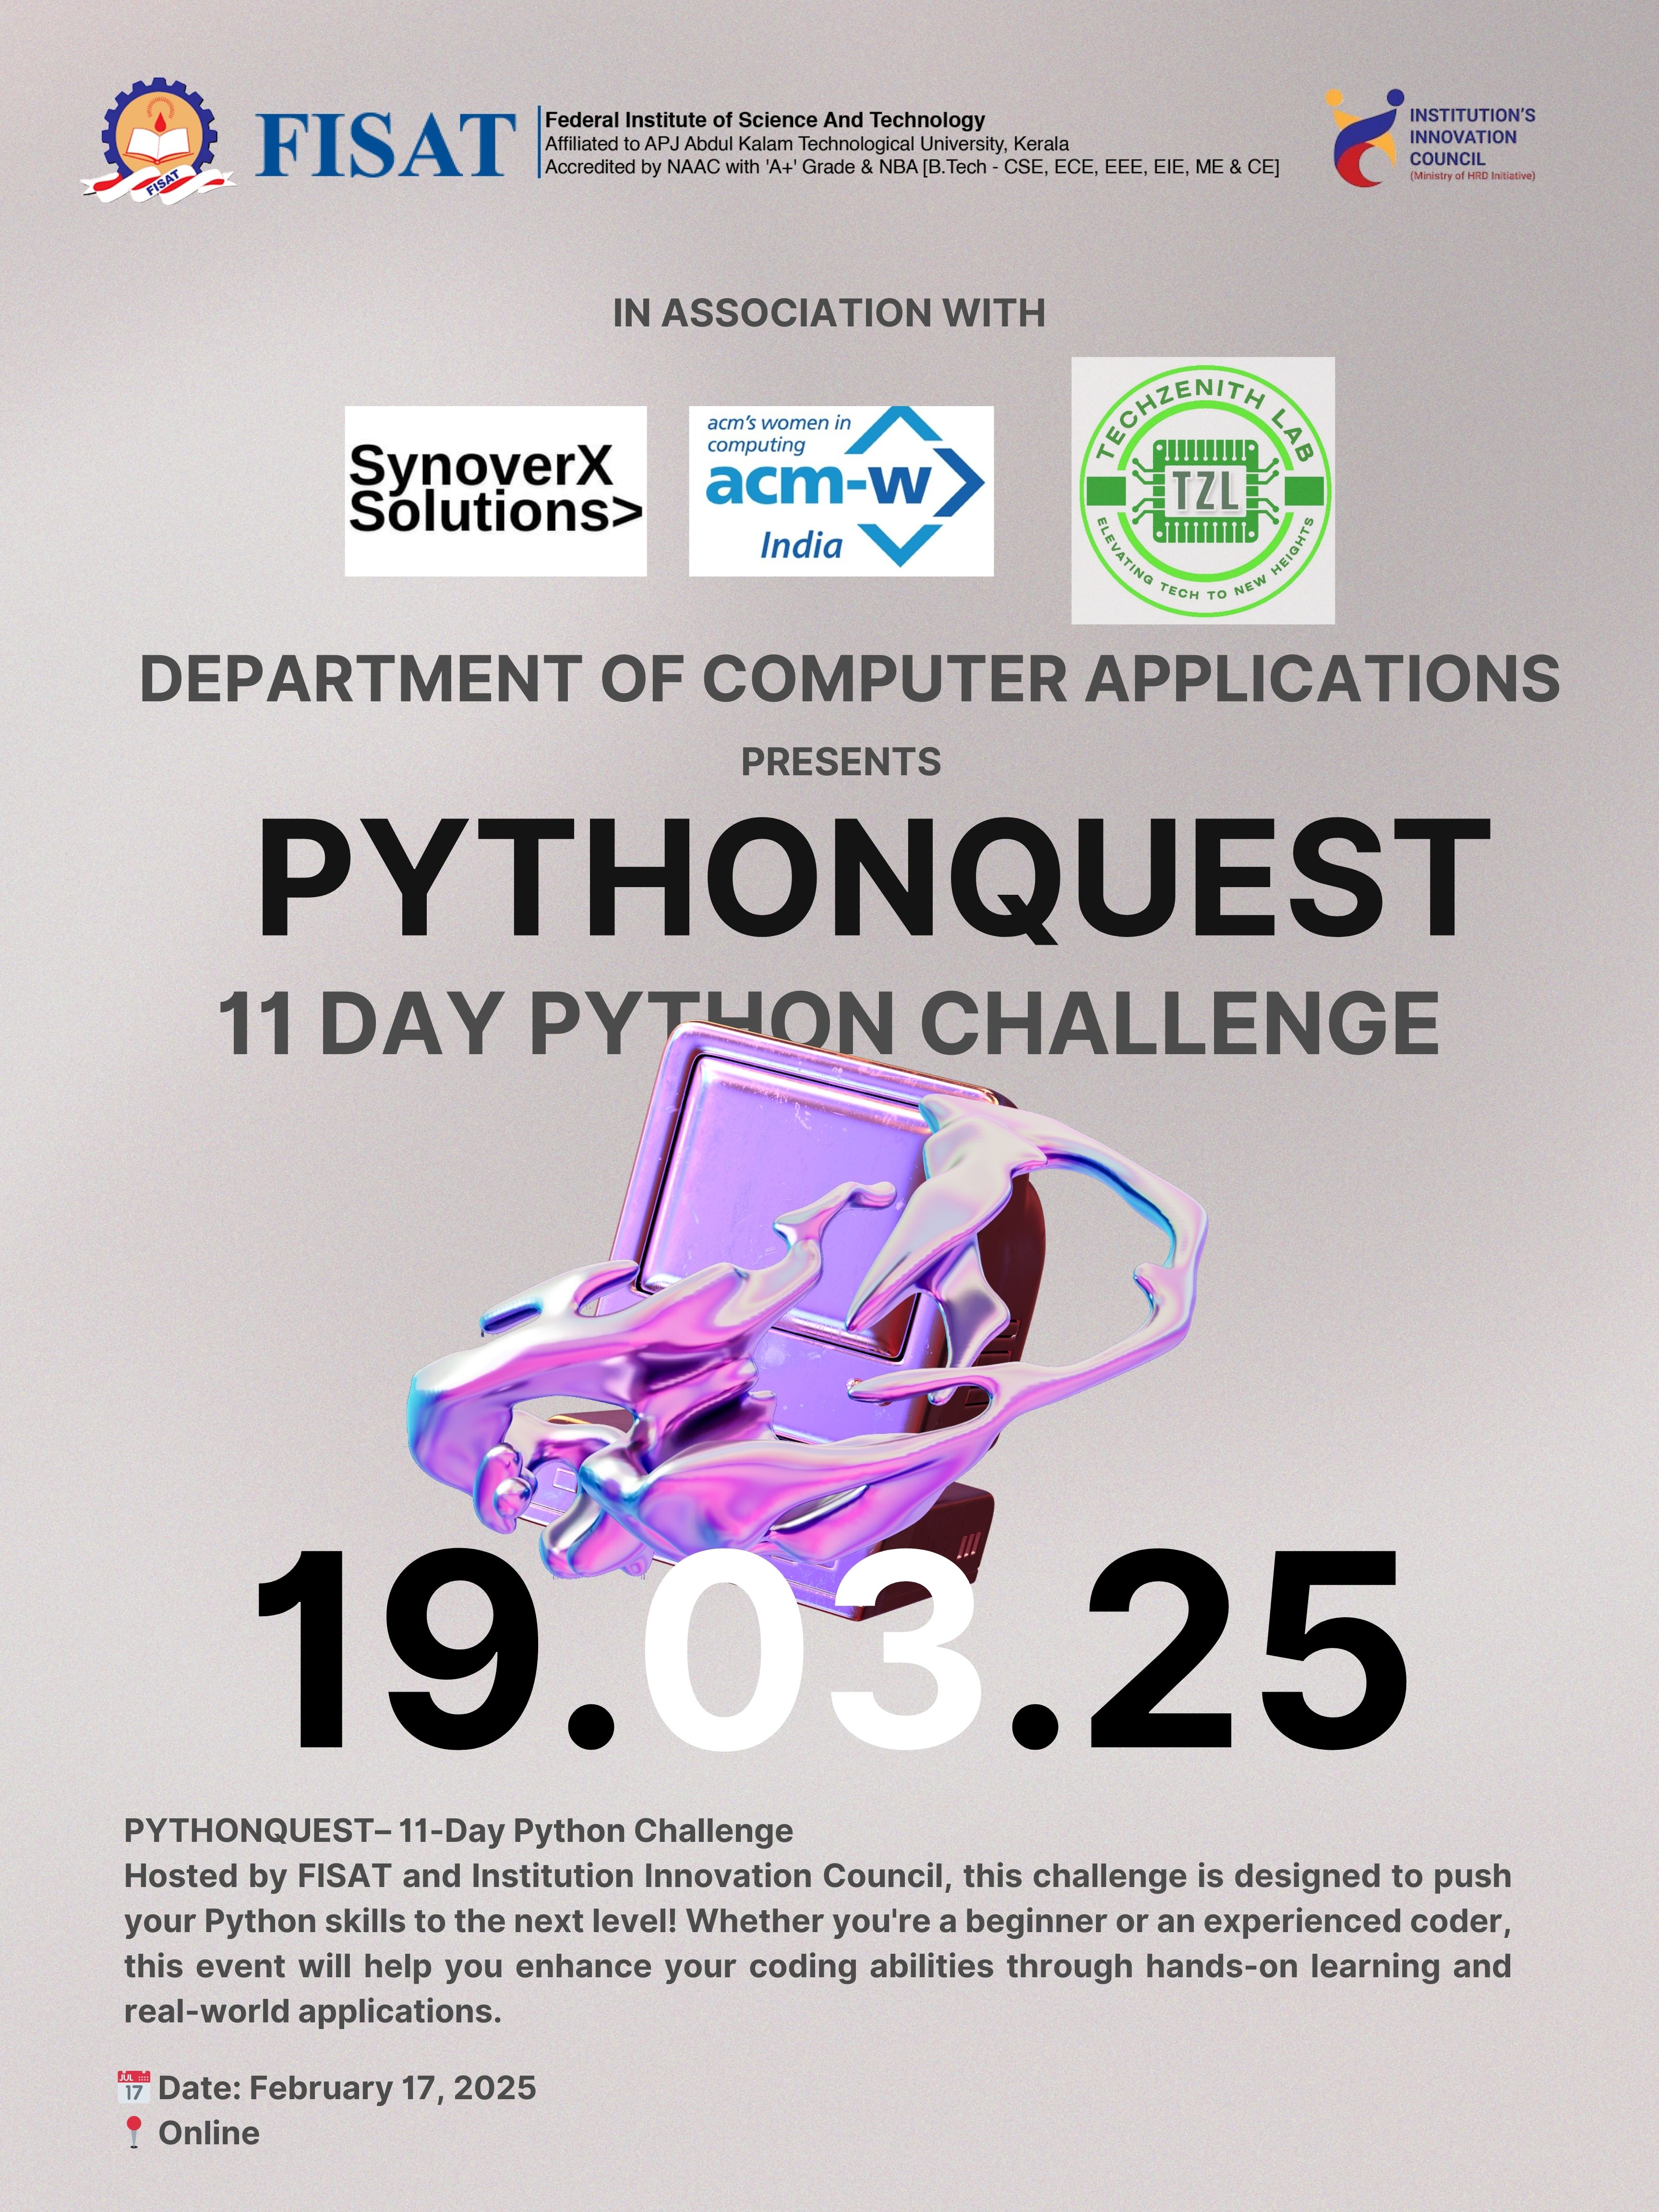 FISAT
FISAT
Federal Institute of Science And Technology
Affiliated to APJ Abdul Kalam Technological University, Kerala
Accredited by NAAC with 'A+' Grade & NBA [B.Tech - CSE, ECE, EEE, EIE, ME & CE]
INSTITUTION'S
INNOVATION
COUNCIL
(Ministry of HRD Initiative)
IN ASSOCIATION WITH
SynoverX
Solutions>
acm's women in
computing
acm-w
India
TECHZENITH LAB
TZL
ELEVATING TECH TO NEW HEIGHTS
DEPARTMENT OF COMPUTER APPLICATIONS
PRESENTS
PYTHONQUEST
11 DAY PYTHON CHALLENGE
19.03.25
PYTHONQUEST– 11-Day Python Challenge
Hosted by FISAT and Institution Innovation Council, this challenge is designed to push
your Python skills to the next level! Whether you're a beginner or an experienced coder,
this event will help you enhance your coding abilities through hands-on learning and
real-world applications.
📅 Date: February 17, 2025
📍 Online